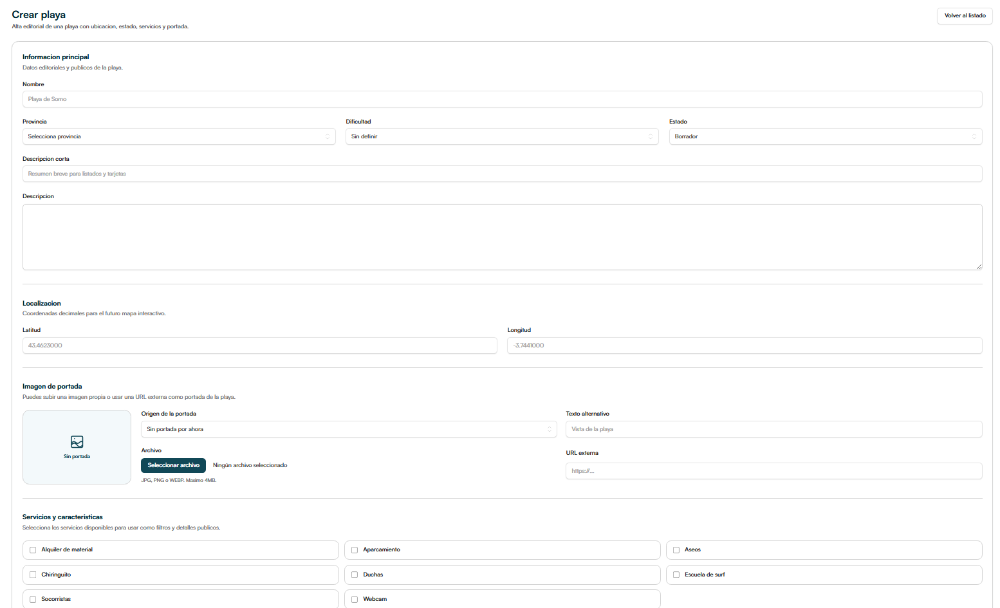 Crear playa
Volver al listado
Alta editorial de una playa con ubicacion, estado, servicios y portada.
Informacion principal
Datos editoriales y publicos de la playa.
Nombre
Playa de Somo
Provincia
Dificultad
Estado
Selecciona provincia
Sin definir
Borrador
Descripcion corta
Resumen breve para listados y tarjetas
Descripcion
Localizacion
Coordenadas decimales para el futuro mapa interactivo.
Latitud
Longitud
43.4623000
-3.7441000
Imagen de portada
Puedes subir una imagen propia o usar una URL externa como portada de la playa.
Origen de la portada
Texto alternativo
Sin portada por ahora
Vista de la playa
Sin portada
Archivo
URL externa
Seleccionar archivo
Ningún archivo seleccionado
https://...
JPG, PNG o WEBP. Maximo 4MB.
Servicios y caracteristicas
Selecciona los servicios disponibles para usar como filtros y detalles publicos.
Alquiler de material
Aparcamiento
Aseos
Chiringuito
Duchas
Escuela de surf
Socorristas
Webcam